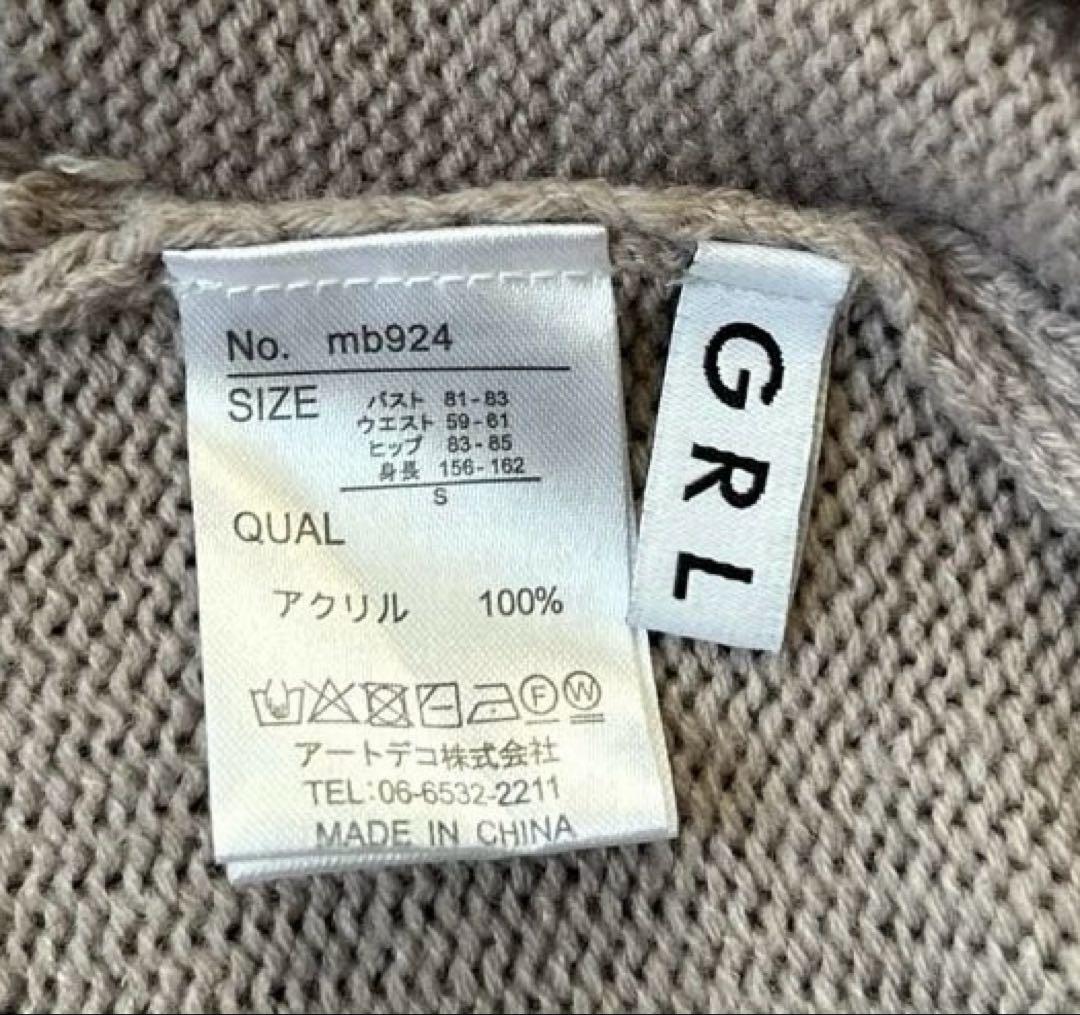 No. mb924
SIZE
バスト 81-83
ウエスト 59-61
ヒップ 83-85
身長 156-162
S
QUAL
アクリル 100%
F W
アートデコ株式会社
TEL:06-6532-2211
MADE IN CHINA
GRL